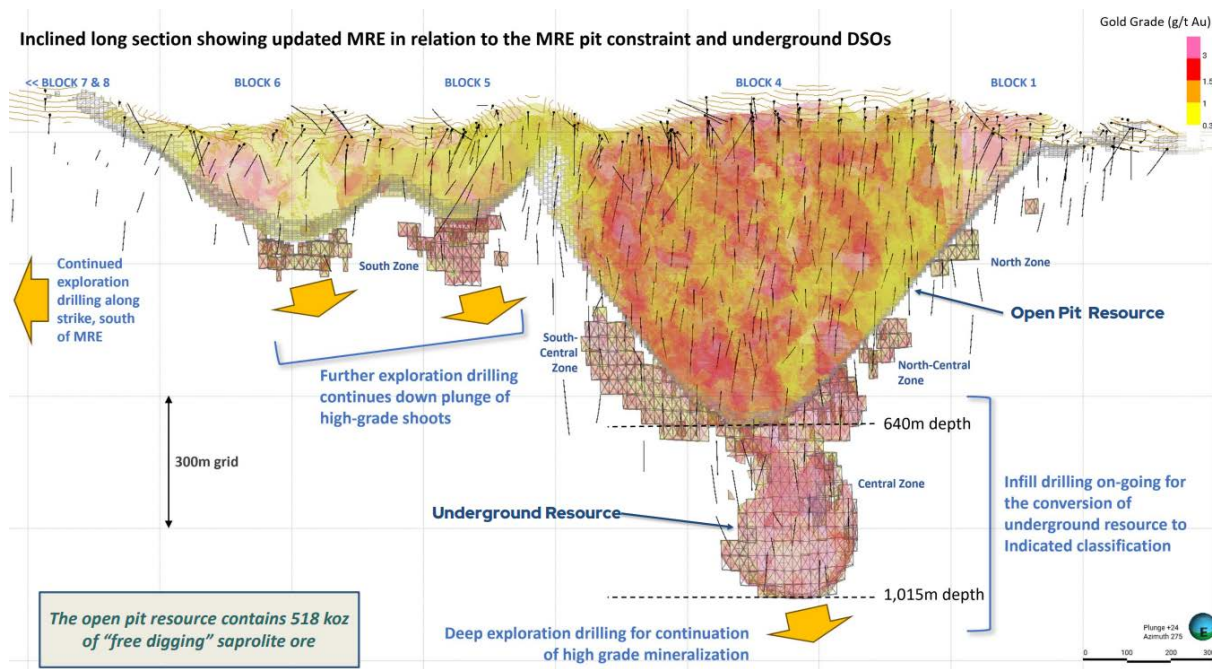 Inclined long section showing updated MRE in relation to the MRE pit constraint and underground DSOs
Gold Grade (g/t Au)
3
1.5
1
0.3
<< BLOCK 7 & 8
BLOCK 6
BLOCK 5
BLOCK 4
BLOCK 1
Continued
exploration
drilling along
strike, south
of MRE
South Zone
North Zone
Open Pit Resource
South-
Central
Zone
North-Central
Zone
Further exploration drilling
continues down plunge of
high-grade shoots
640m depth
300m grid
Central Zone
Underground Resource
Infill drilling on-going for
the conversion of
underground resource to
Indicated classification
1,015m depth
The open pit resource contains 518 koz
of "free digging" saprolite ore
Deep exploration drilling for continuation
of high grade mineralization
Plunge +24
Azimuth 275
E
0 100 200 300